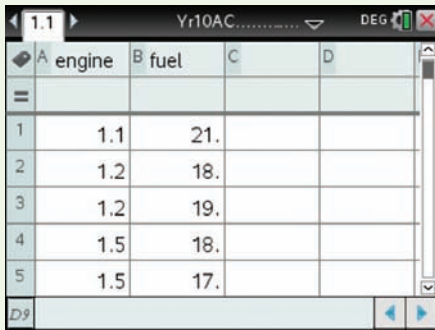 1.1 Yr10AC............ DEG
A engine B fuel C D
=
1 1.1 21.
2 1.2 18.
3 1.2 19.
4 1.5 18.
5 1.5 17.
D9